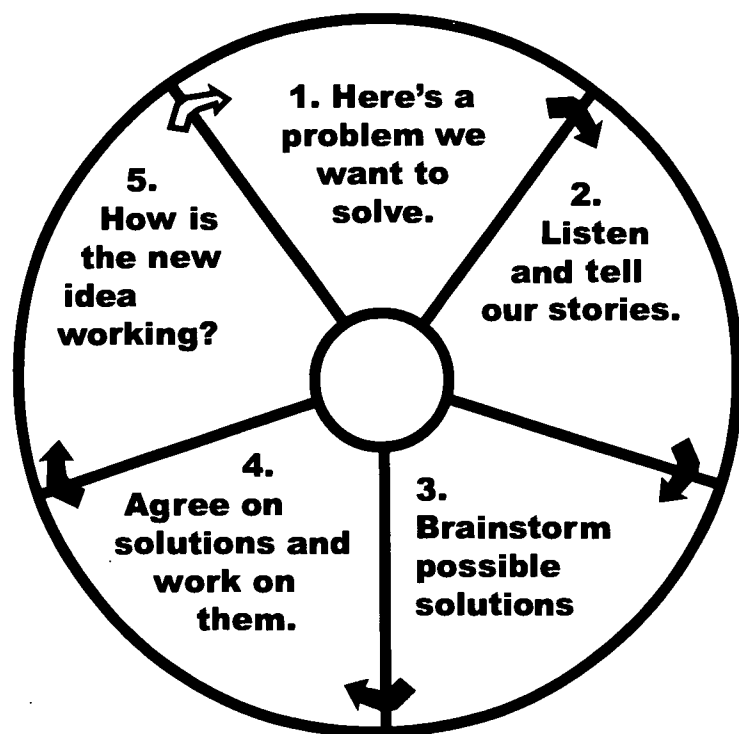 1. Here's a
problem we
want to
solve.
2.
Listen
and tell
our stories.
3.
Brainstorm
possible
solutions
4.
Agree on
solutions and
work on
them.
5.
How is
the new
idea
working?